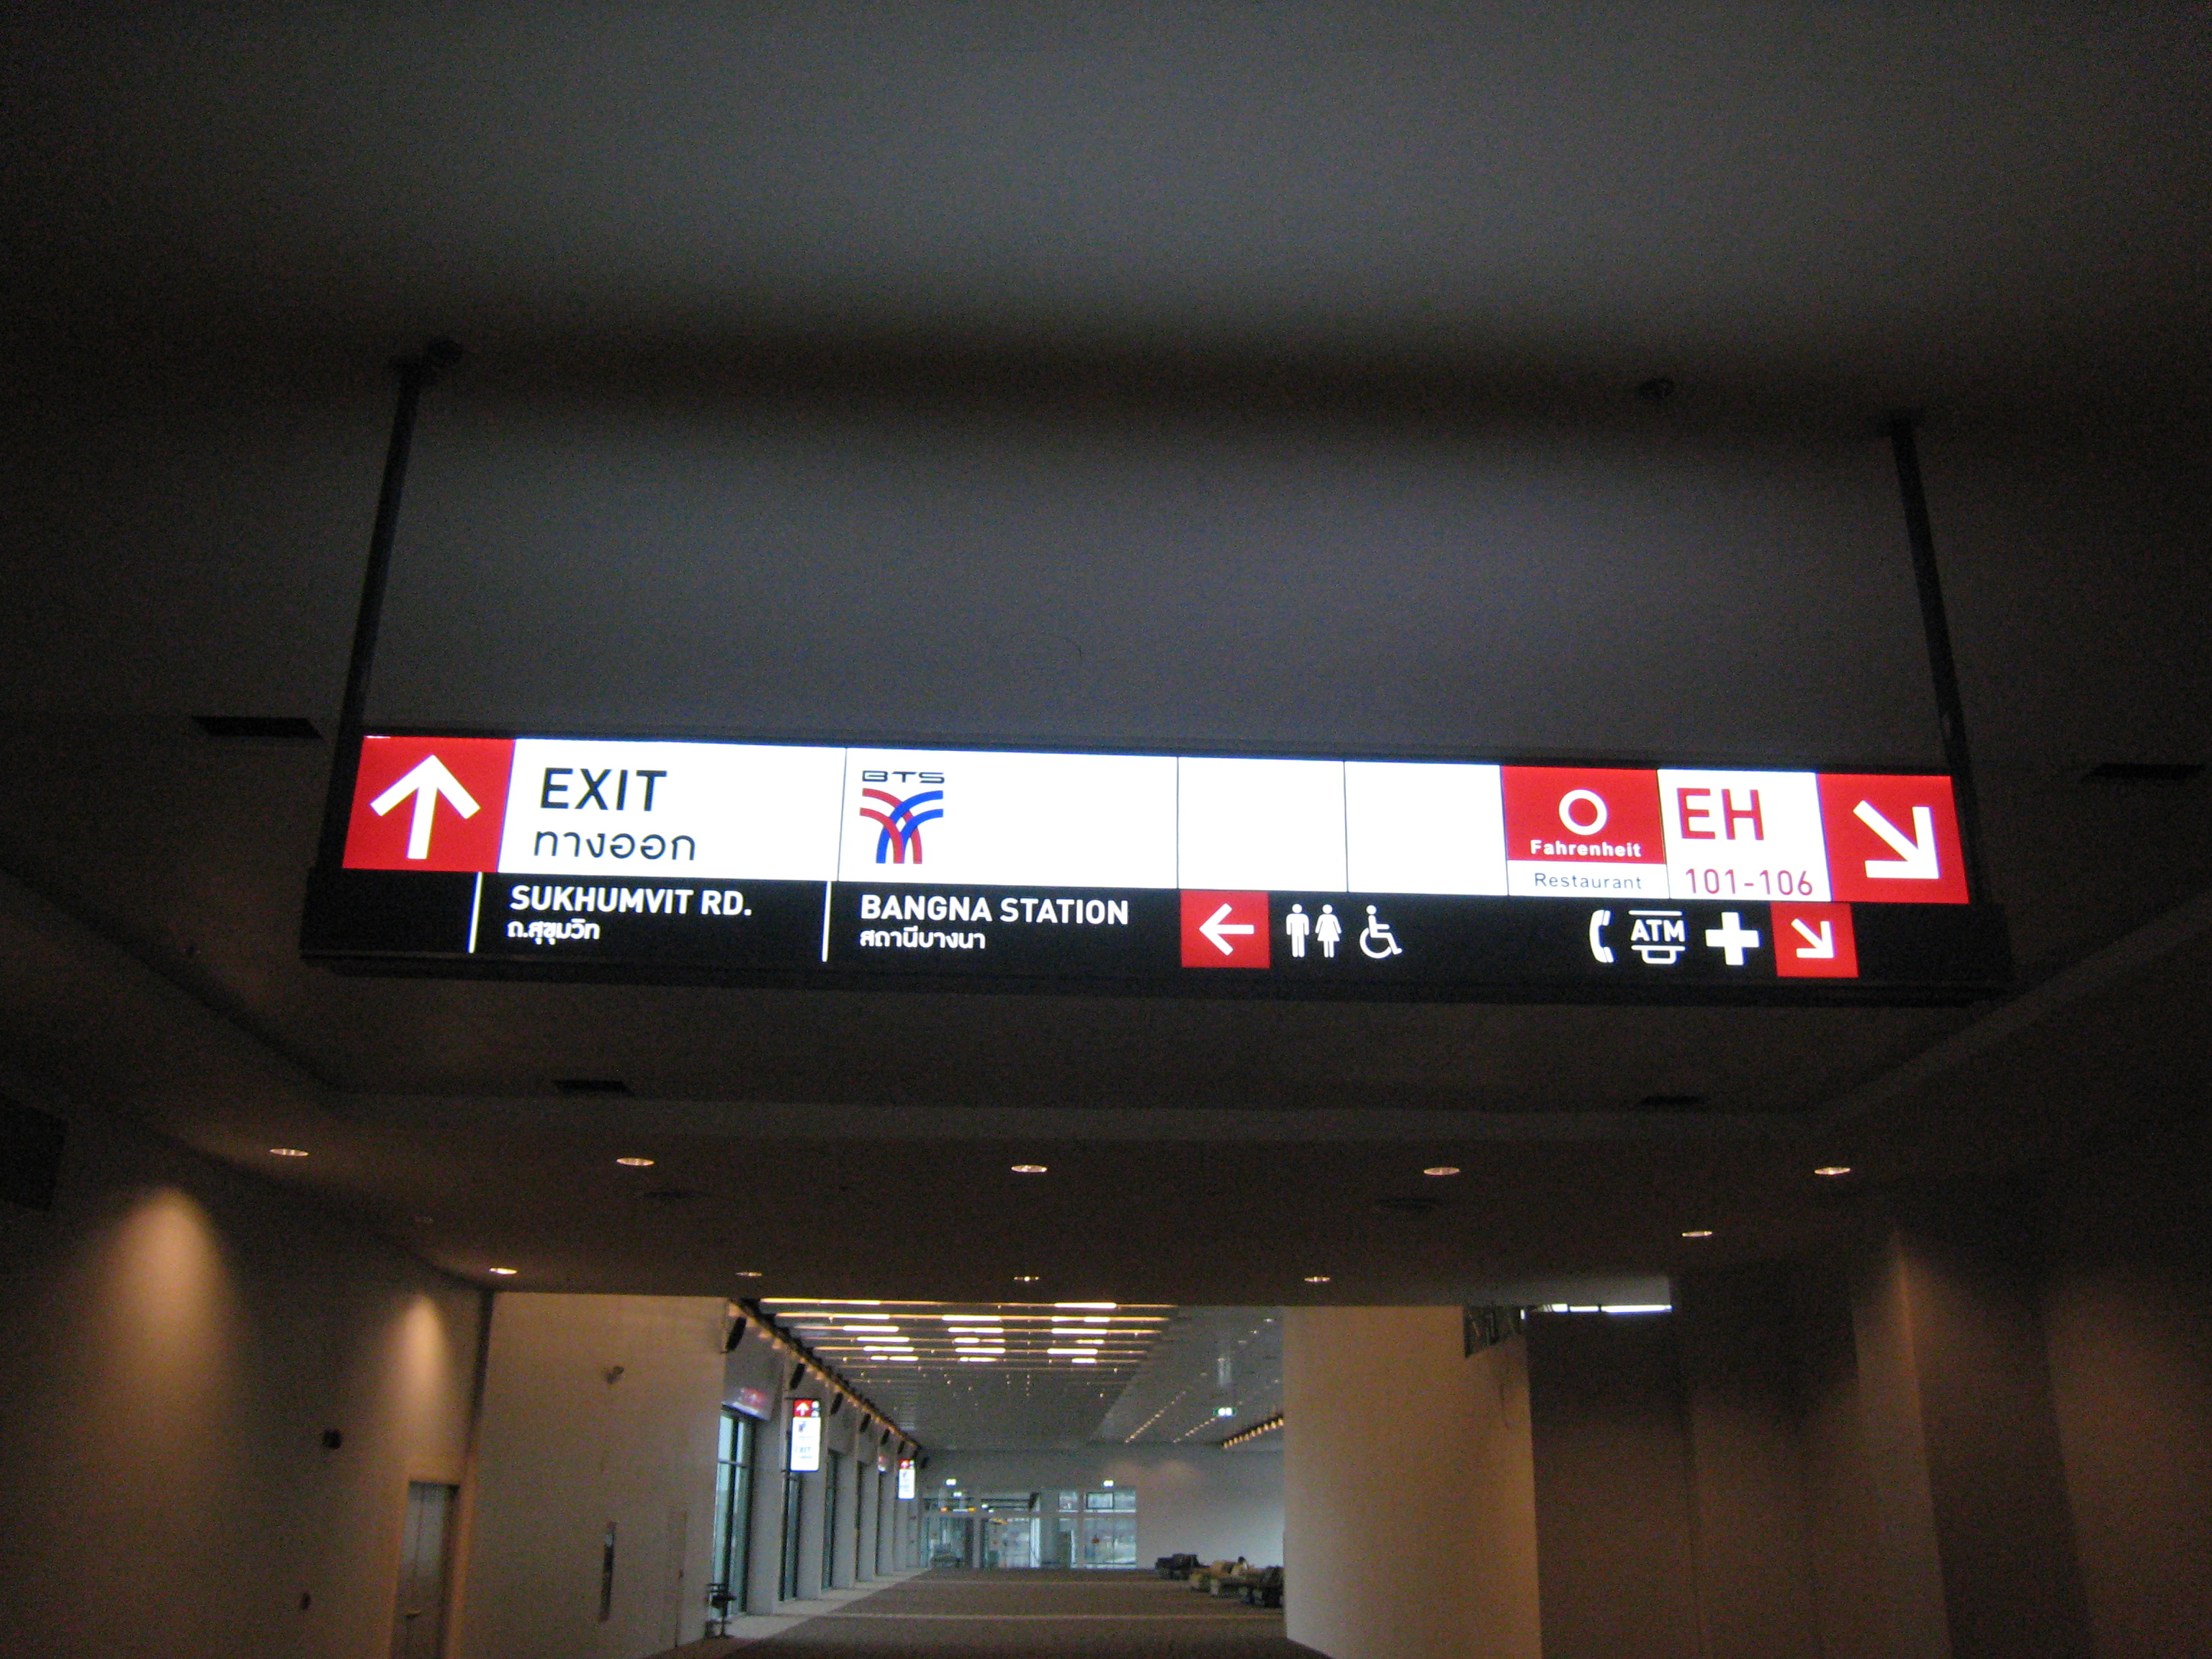 EXIT
ทางออก
SUKHUMVIT RD.
ถ.สุขุมวิท
BTS
BANGNA STATION
สถานีบางนา
Fahrenheit
Restaurant
EH
101-106
ATM
EXIT